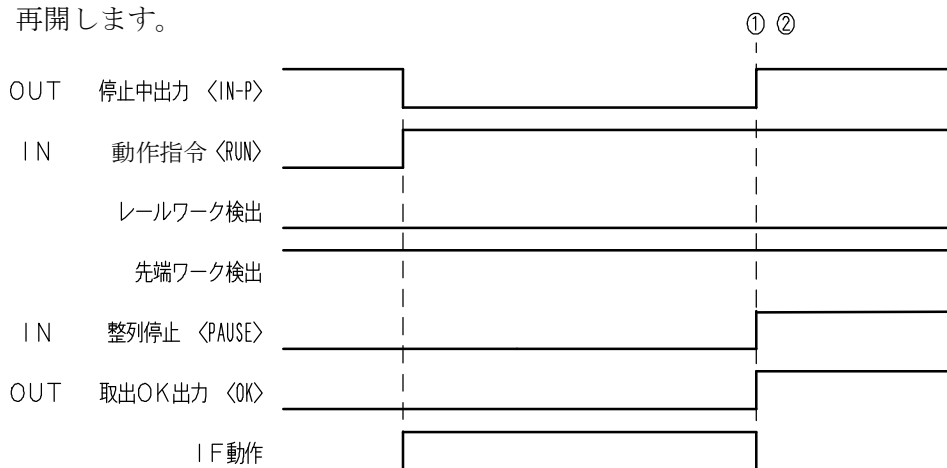 再開します。
① ②
OUT 停止中出力 〈IN-P〉
IN 動作指令〈RUN〉
レールワーク検出
先端ワーク検出
IN 整列停止 〈PAUSE〉
OUT 取出OK出力 〈OK〉
IF動作